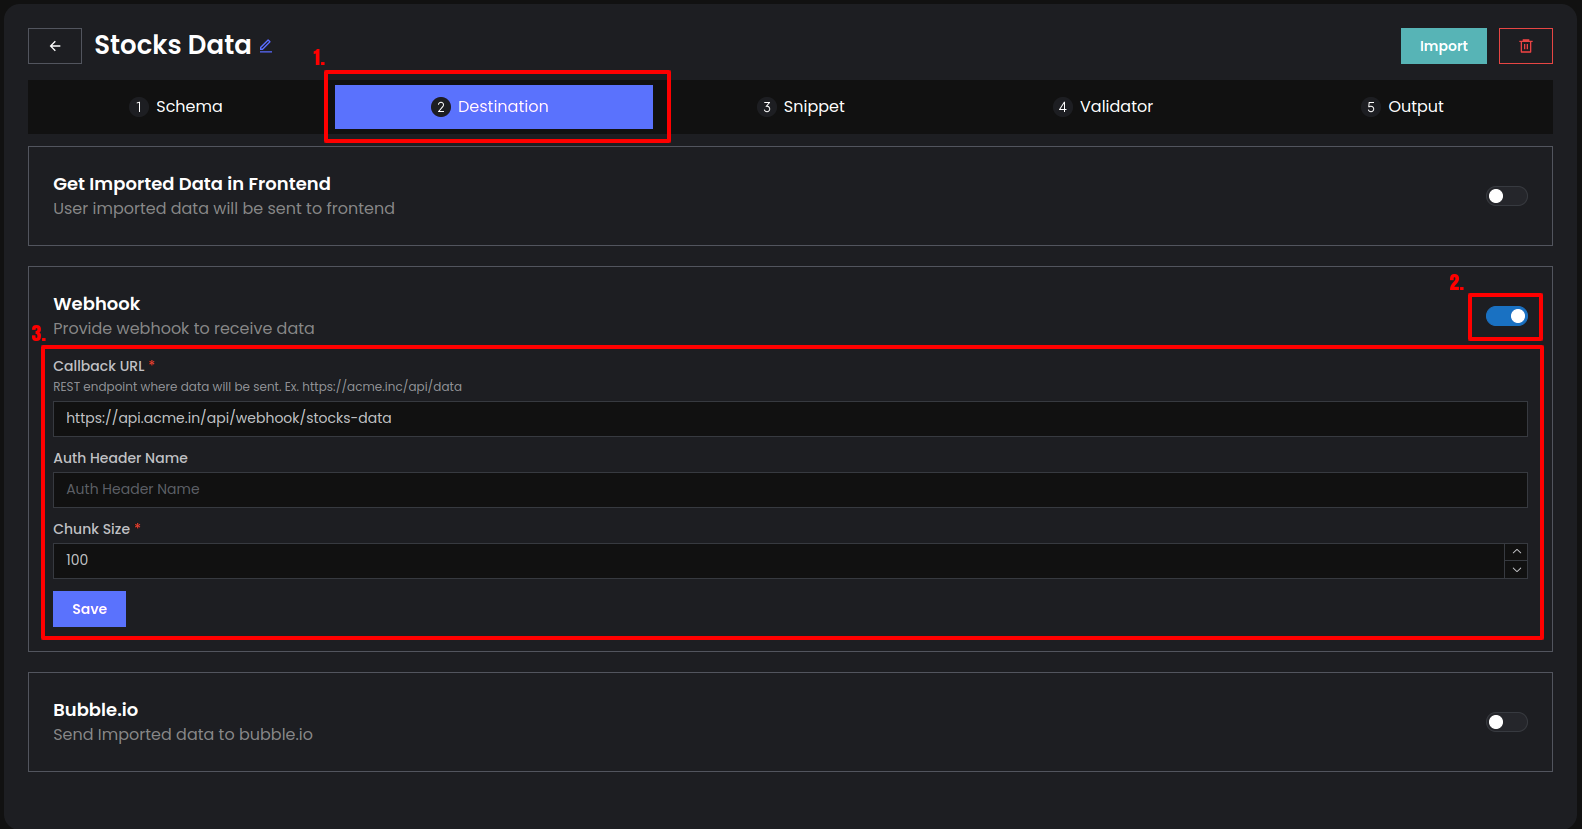 Stocks Data
Import
1.
1 Schema
2 Destination
3 Snippet
4 Validator
5 Output
Get Imported Data in Frontend
User imported data will be sent to frontend
2.
Webhook
Provide webhook to receive data
3.
Callback URL *
REST endpoint where data will be sent. Ex. https://acme.inc/api/data
https://api.acme.in/api/webhook/stocks-data
Auth Header Name
Auth Header Name
Chunk Size *
100
Save
Bubble.io
Send Imported data to bubble.io